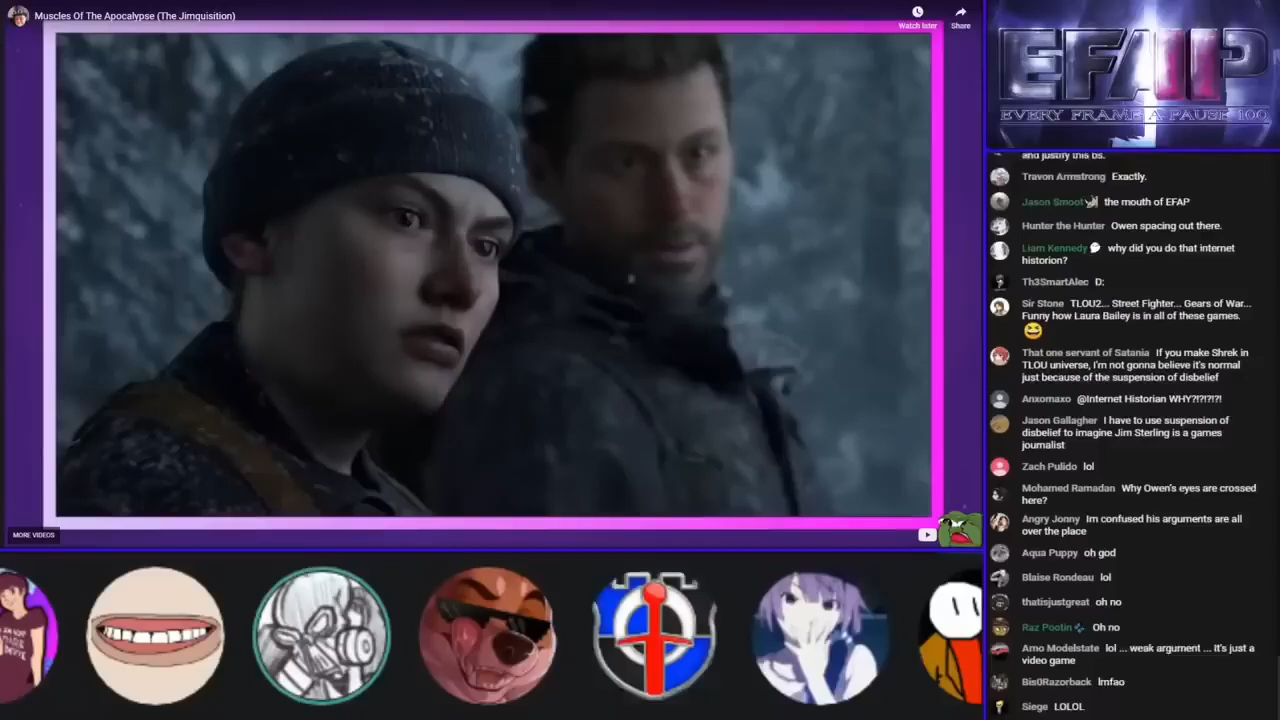 Muscles Of The Apocalypse (The Jimquisition)
Watch later
Share
MORE VIDEOS
EFAP
EVERY FRAME A PAUSE 100
and justify this bs.
Travon Armstrong Exactly.
Jason Smoot the mouth of EFAP
Hunter the Hunter Owen spacing out there.
Liam Kennedy why did you do that internet
historion?
Th3SmartAlec D:
Sir Stone TLOU2... Street Fighter... Gears of War...
Funny how Laura Bailey is in all of these games.
That one servant of Satania If you make Shrek in
TLOU universe, I'm not gonna believe it's normal
just because of the suspension of disbelief
Anxomaxo @Internet Historian WHY?!?!?!?!
Jason Gallagher I have to use suspension of
disbelief to imagine Jim Sterling is a games
journalist
Zach Pulido lol
Mohamed Ramadan Why Owen's eyes are crossed
here?
Angry Jonny Im confused his arguments are all
over the place
Aqua Puppy oh god
Blaise Rondeau lol
thatisjustgreat oh no
Raz Pootin Oh no
Arno Modelstate lol ... weak argument ... It's just a
video game
Bis0Razorback lmfao
Siege LOLOL